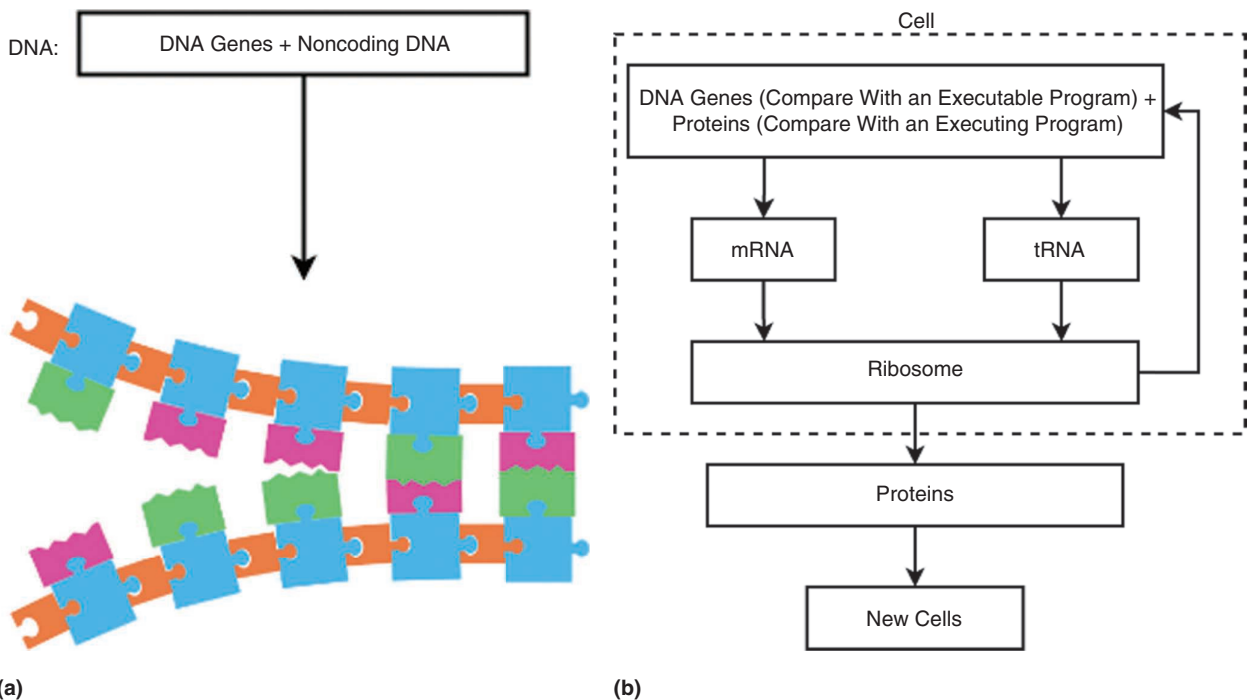 DNA:
DNA Genes + Noncoding DNA
(a)
Cell
DNA Genes (Compare With an Executable Program) +
Proteins (Compare With an Executing Program)
mRNA
tRNA
Ribosome
Proteins
New Cells
(b)